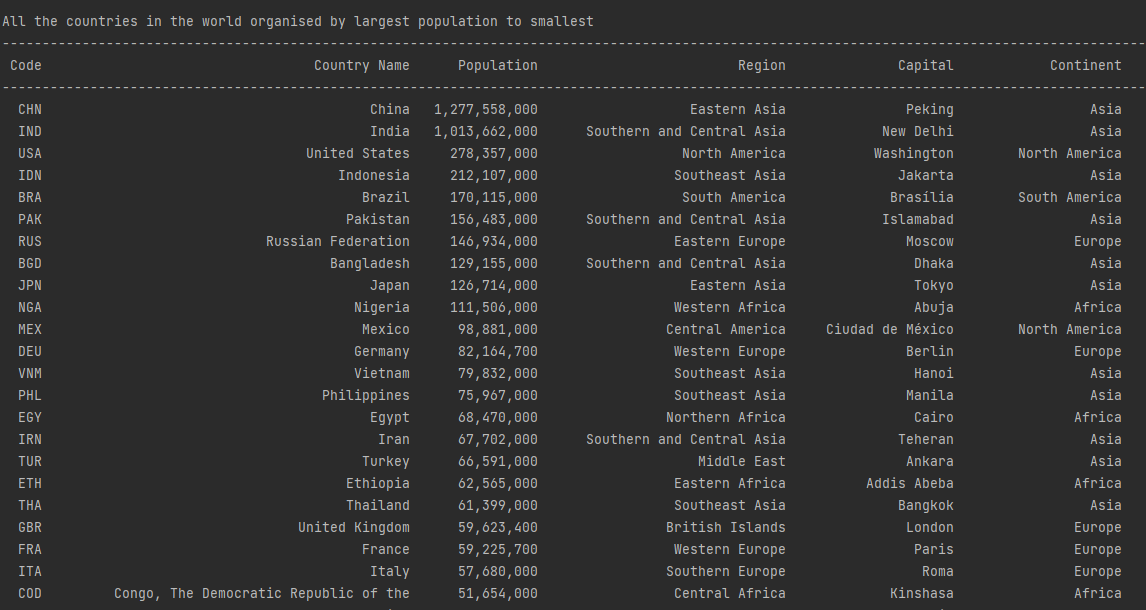 All the countries in the world organised by largest population to smallest
Code Country Name Population Region Capital Continent
CHN China 1,277,558,000 Eastern Asia Peking Asia
IND India 1,013,662,000 Southern and Central Asia New Delhi Asia
USA United States 278,357,000 North America Washington North America
IDN Indonesia 212,107,000 Southeast Asia Jakarta Asia
BRA Brazil 170,115,000 South America Brasília South America
PAK Pakistan 156,483,000 Southern and Central Asia Islamabad Asia
RUS Russian Federation 146,934,000 Eastern Europe Moscow Europe
BGD Bangladesh 129,155,000 Southern and Central Asia Dhaka Asia
JPN Japan 126,714,000 Eastern Asia Tokyo Asia
NGA Nigeria 111,506,000 Western Africa Abuja Africa
MEX Mexico 98,881,000 Central America Ciudad de México North America
DEU Germany 82,164,700 Western Europe Berlin Europe
VNM Vietnam 79,832,000 Southeast Asia Hanoi Asia
PHL Philippines 75,967,000 Southeast Asia Manila Asia
EGY Egypt 68,470,000 Northern Africa Cairo Africa
IRN Iran 67,702,000 Southern and Central Asia Teheran Asia
TUR Turkey 66,591,000 Middle East Ankara Asia
ETH Ethiopia 62,565,000 Eastern Africa Addis Abeba Africa
THA Thailand 61,399,000 Southeast Asia Bangkok Asia
GBR United Kingdom 59,623,400 British Islands London Europe
FRA France 59,225,700 Western Europe Paris Europe
ITA Italy 57,680,000 Southern Europe Roma Europe
COD Congo, The Democratic Republic of the 51,654,000 Central Africa Kinshasa Africa